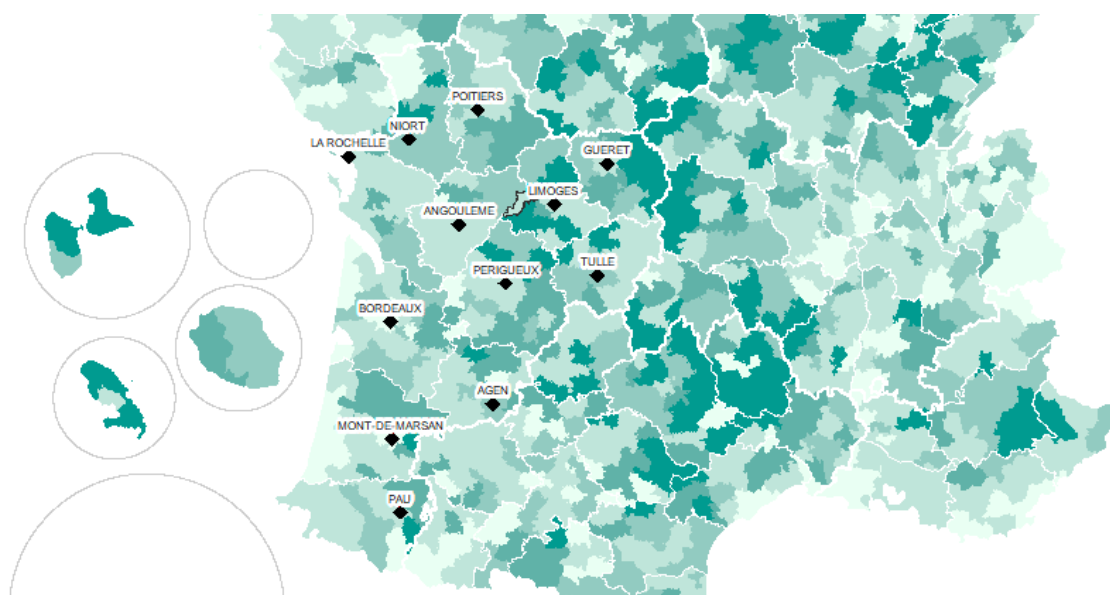 POITIERS
NIORT
LA ROCHELLE
GUERET
LIMOGES
ANGOULEME
PERIGUEUX
TULLE
BORDEAUX
AGEN
MONT-DE-MARSAN
PAU